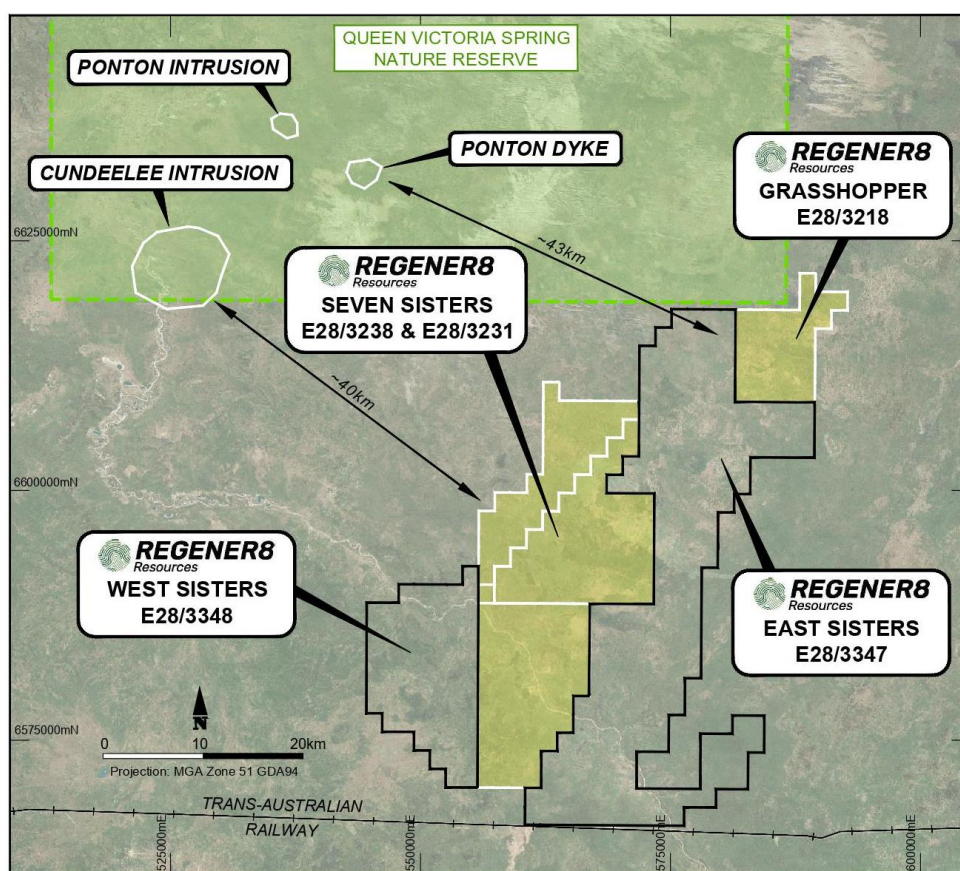 QUEEN VICTORIA SPRING
NATURE RESERVE
PONTON INTRUSION
PONTON DYKE
CUNDEELEE INTRUSION
REGENER8
Resources
GRASSHOPPER
E28/3218
6625000mN
~43km
REGENER8
Resources
SEVEN SISTERS
E28/3238 & E28/3231
~40km
6600000mN
REGENER8
Resources
WEST SISTERS
E28/3348
REGENER8
Resources
EAST SISTERS
E28/3347
6575000mN
N
0 10 20km
Projection: MGA Zone 51 GDA94
TRANS-AUSTRALIAN
RAILWAY
525000mE
550000mE
575000mE
600000mE